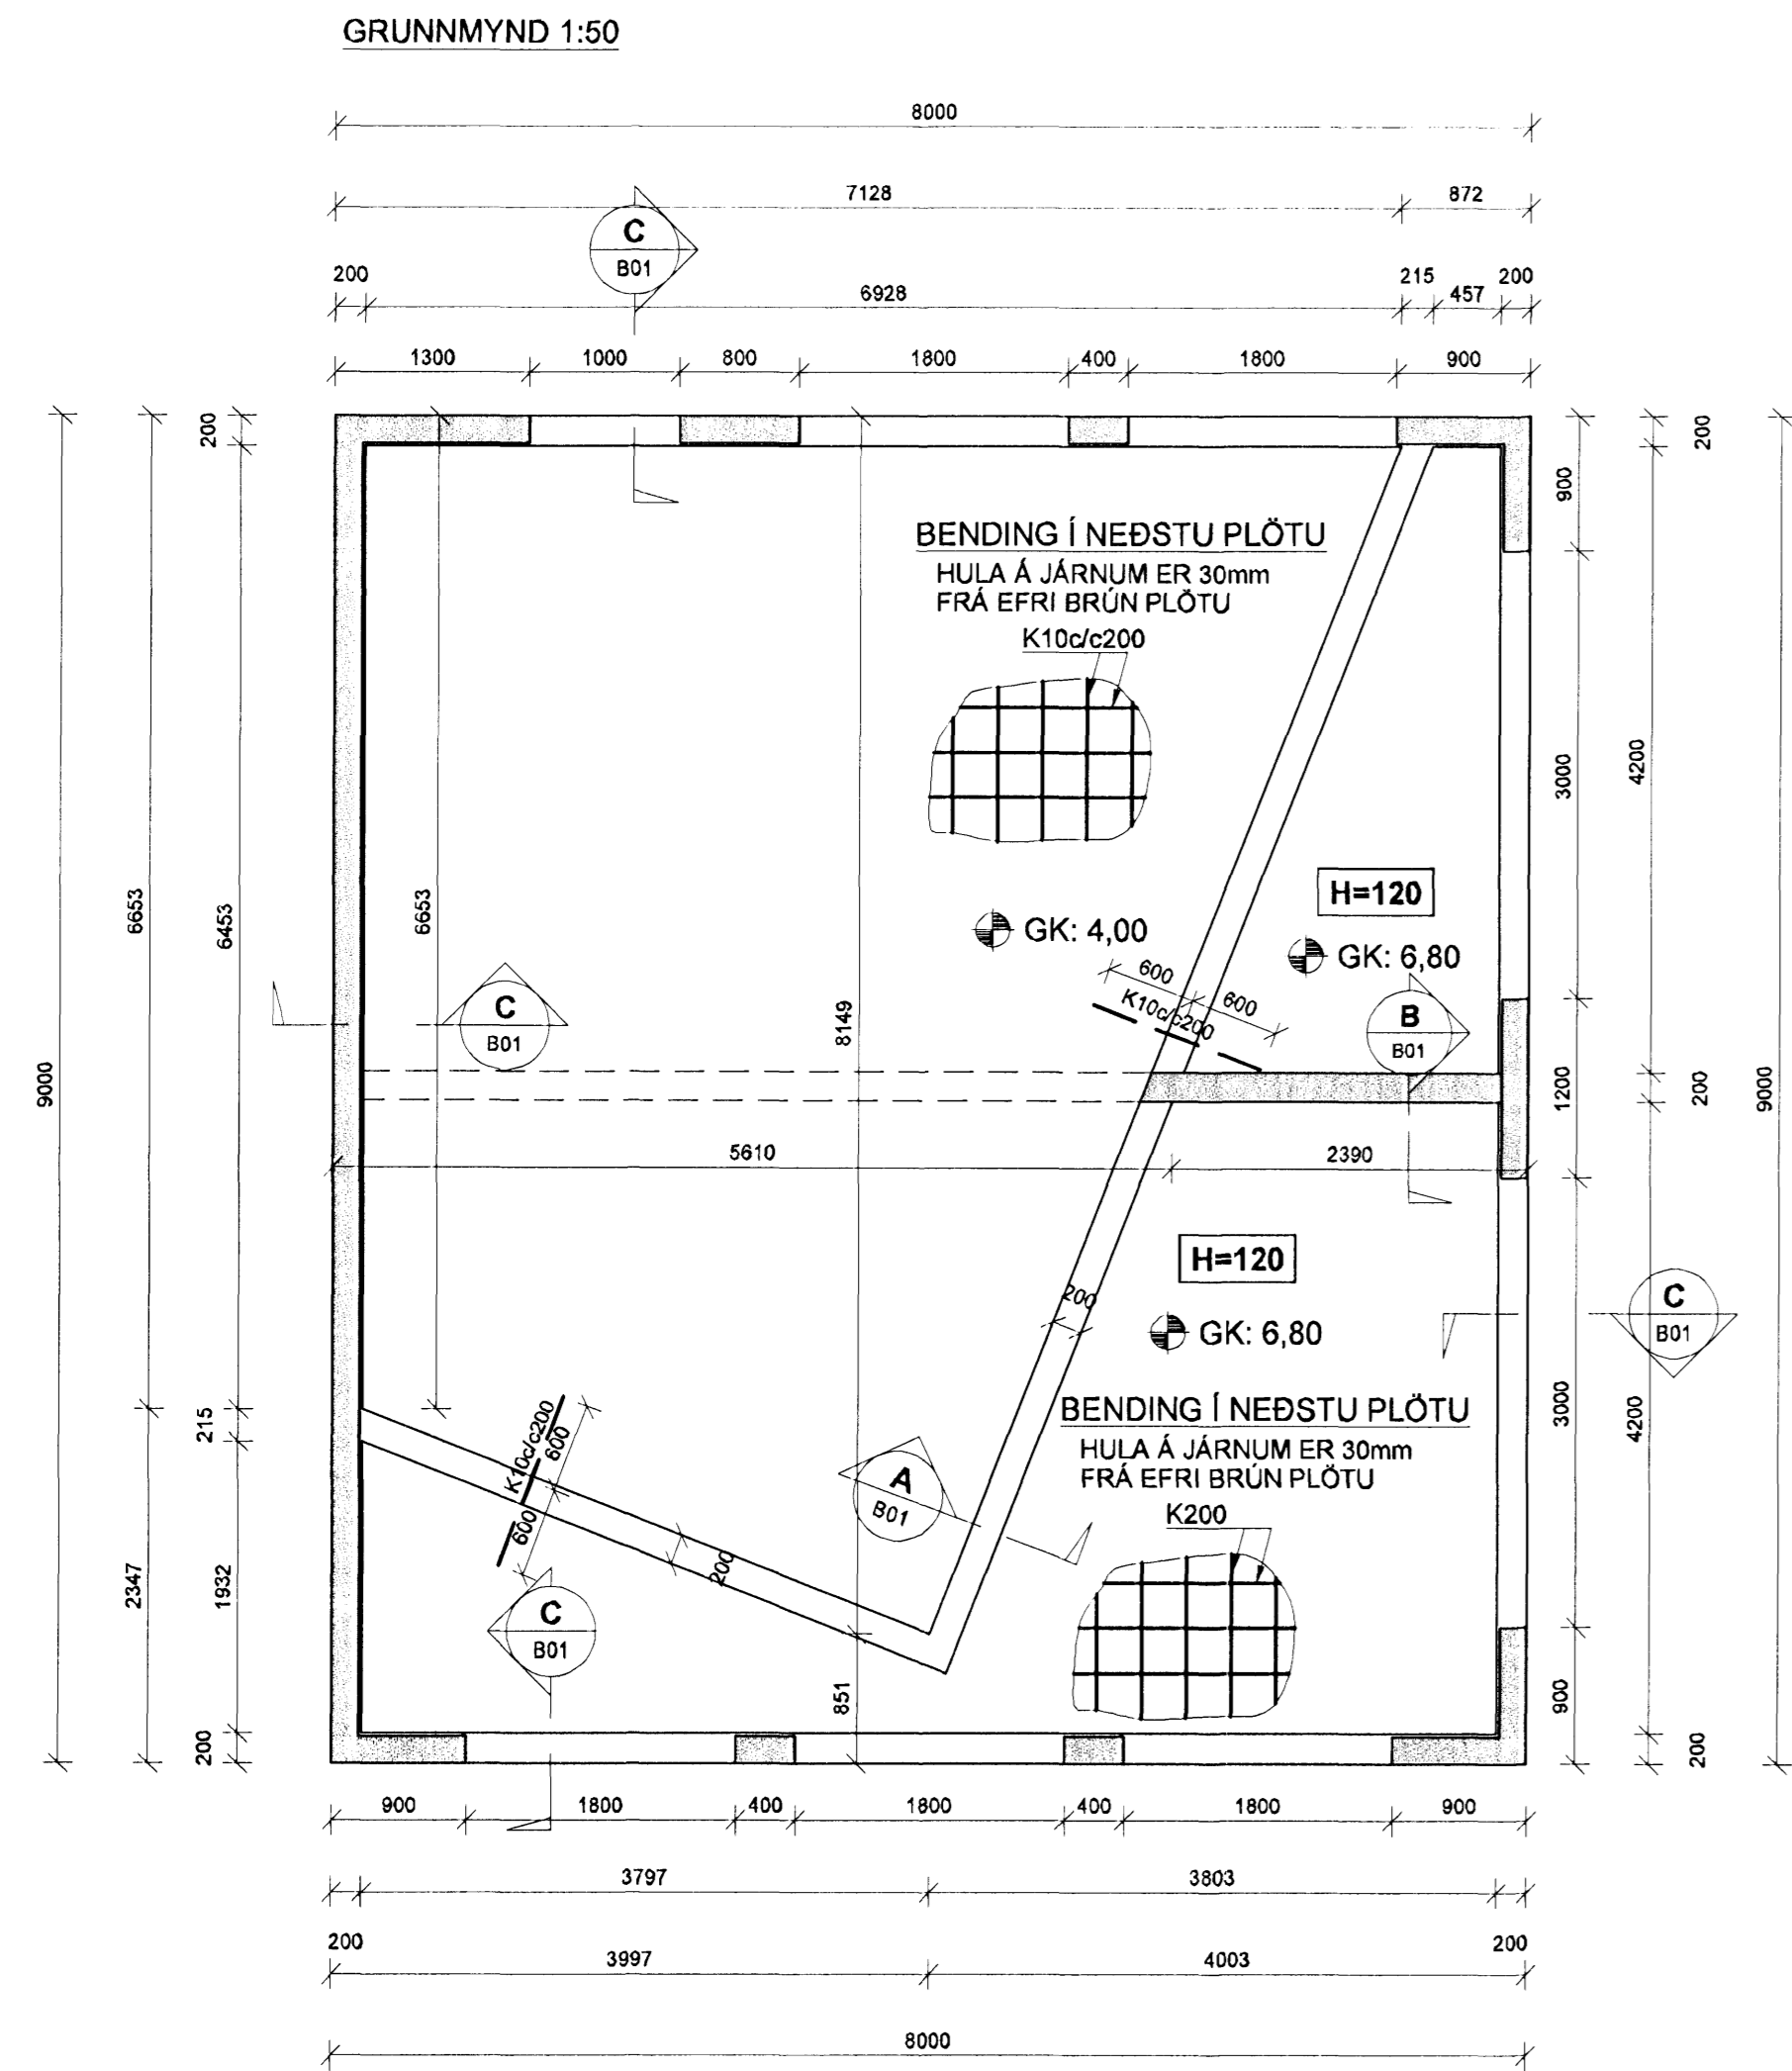 GRUNNMYND 1:50
8000
7128
872
C
B01
200
6928
215
457
200
1300
1000
800
1800
400
1800
900
200
200
900
BENDING Í NEÐSTU PLÖTU
HULA Á JÁRNUM ER 30mm
FRÁ EFRI BRÚN PLÖTU
K10c/c200
3000
4200
H=120
6653
6453
6653
GK: 4,00
GK: 6,80
600
600
K10c/c200
C
B01
8149
B
B01
9000
1200
200
9000
5610
2390
H=120
200
GK: 6,80
C
B01
BENDING Í NEÐSTU PLÖTU
HULA Á JÁRNUM ER 30mm
FRÁ EFRI BRÚN PLÖTU
K200
3000
4200
215
K10c/c200
600
600
A
B01
200
2347
1932
C
B01
851
900
200
200
900
1800
400
1800
400
1800
900
3797
3803
200
3997
4003
200
8000